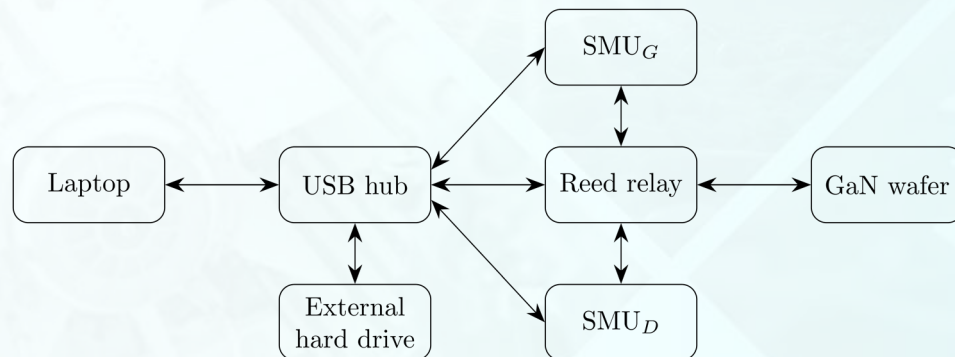 SMU_G
Laptop
USB hub
Reed relay
GaN wafer
External
hard drive
SMU_D